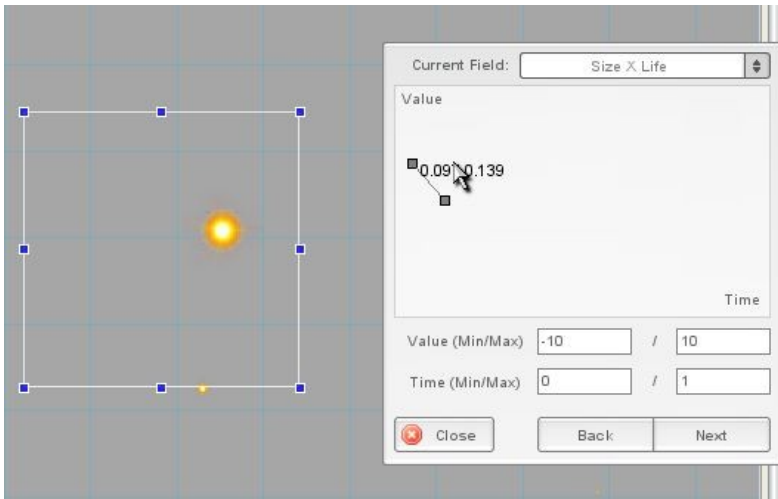 Current Field: Size X Life
Value
0.09 0.139
Time
Value (Min/Max) -10 / 10
Time (Min/Max) 0 / 1
Close Back Next